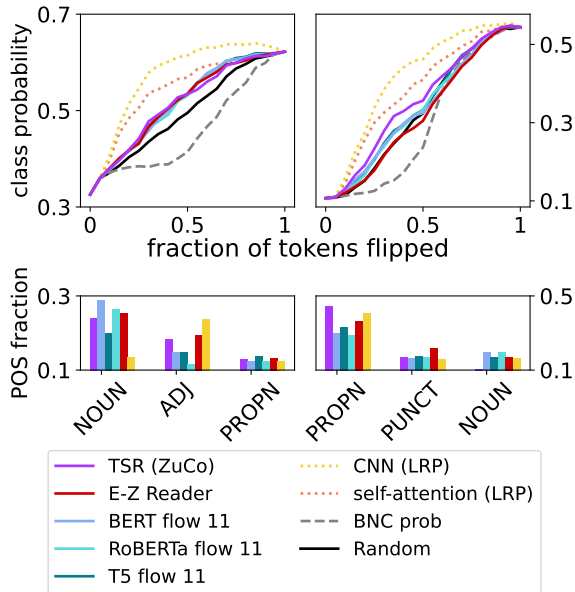 0.7
0.5
0.3
class probability
0 0.5 1
0.5
0.3
0.1
0 0.5 1
fraction of tokens flipped
POS fraction
0.3
0.1
NOUN ADJ PROPN
0.5
0.1
PROPN PUNCT NOUN
TSR (ZuCo)
E-Z Reader
BERT flow 11
RoBERTa flow 11
T5 flow 11
CNN (LRP)
self-attention (LRP)
BNC prob
Random